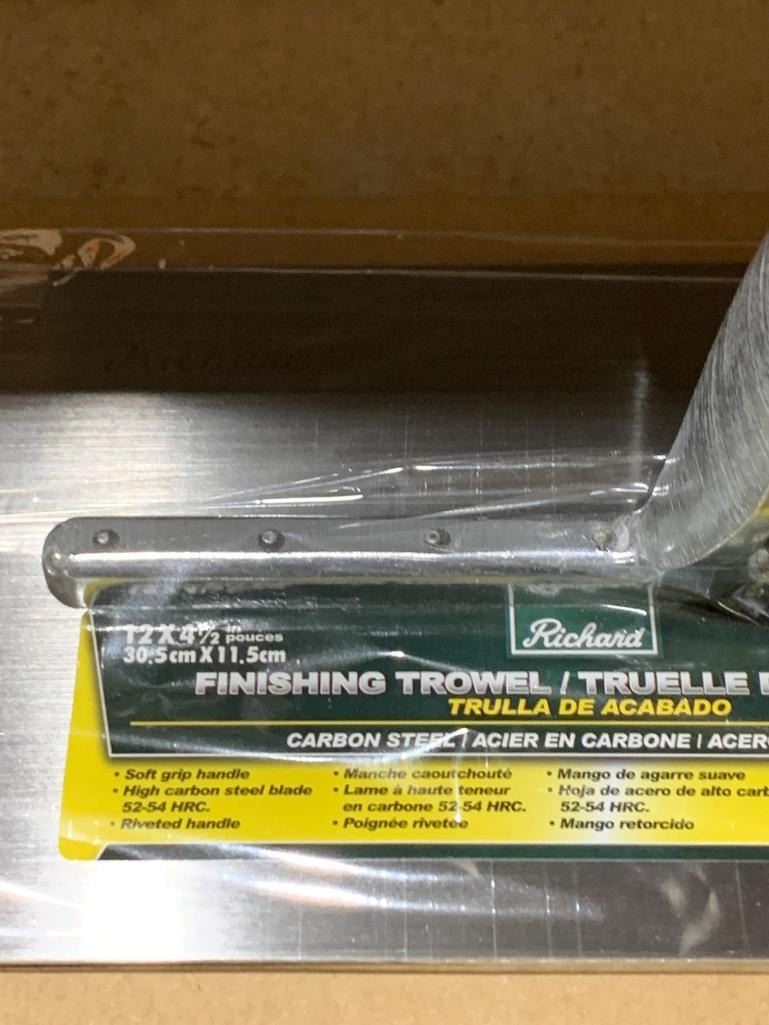 Richard
12 X 4 1/2 in
pouces
30.5cm X 11.5cm
Richard
FINISHING TROWEL / TRUELLE
TRULLA DE ACABADO
CARBON STEEL / ACIER EN CARBONE |
• Soft grip handle
• High carbon steel blade
52-54 HRC.
• Riveted handle
• Manche caoutchouté
• Lame à haute teneur
en carbone 52-54 HRC.
• Poignée rivetée
• Mango de agarre suave
• Hoja de acero de alto
52-54 HRC.
• Mango retorcido